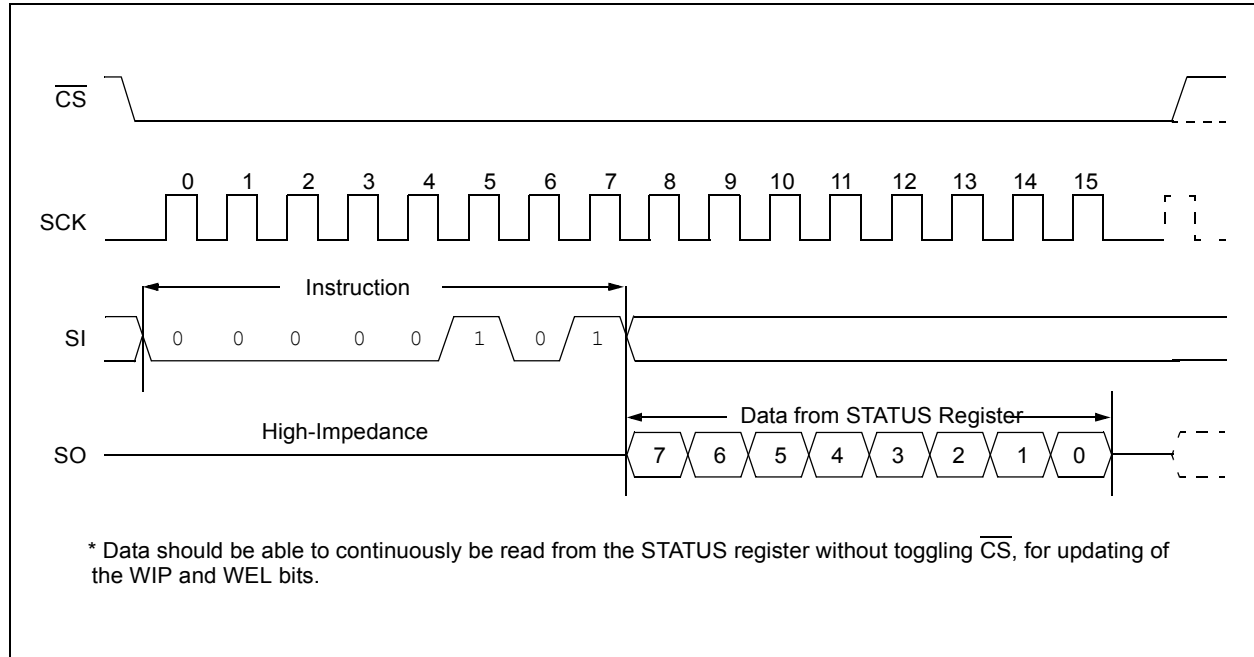 CS
SCK
0 1 2 3 4 5 6 7 8 9 10 11 12 13 14 15
Instruction
SI
0 0 0 0 0 1 0 1
Data from STATUS Register
High-Impedance
SO
7 6 5 4 3 2 1 0
* Data should be able to continuously be read from the STATUS register without toggling CS, for updating of
the WIP and WEL bits.